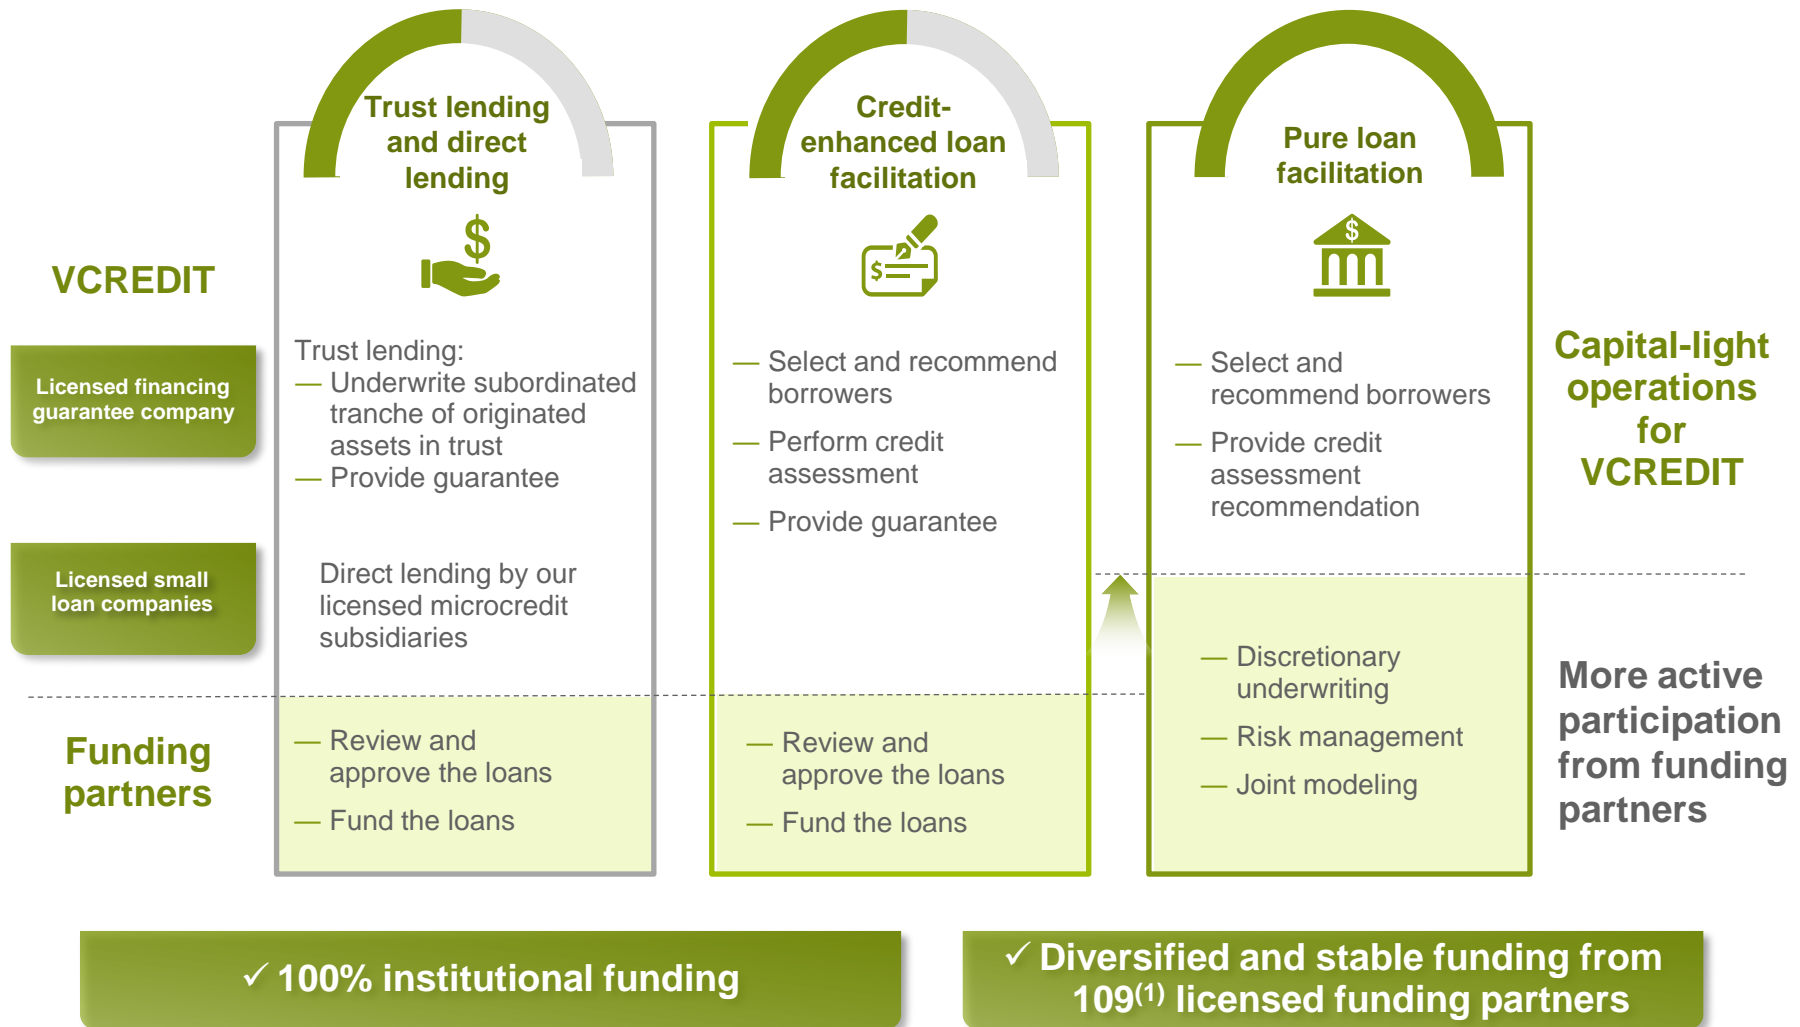 Trust lending
and direct
lending
Credit-
enhanced loan
facilitation
Pure loan
facilitation
$
$
$
VCREDIT
Licensed financing
guarantee company
Licensed small
loan companies
Trust lending:
— Underwrite subordinated
tranche of originated
assets in trust
— Provide guarantee
Direct lending by our
licensed microcredit
subsidiaries
— Select and recommend
borrowers
— Perform credit
assessment
— Provide guarantee
— Select and
recommend borrowers
— Provide credit
assessment
recommendation
Capital-light
operations
for
VCREDIT
Funding
partners
— Review and
approve the loans
— Fund the loans
— Review and
approve the loans
— Fund the loans
— Discretionary
underwriting
— Risk management
— Joint modeling
More active
participation
from funding
partners
✓ 100% institutional funding
✓ Diversified and stable funding from
109(1) licensed funding partners